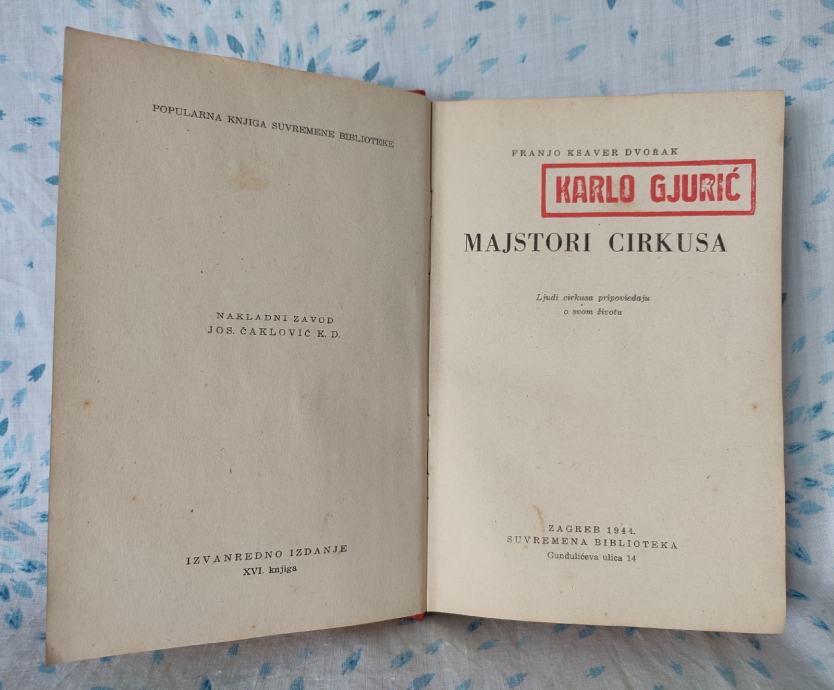 POPULARNA KNJIGA SUVREMENE BIBLIOTEKE
NAKLADNI ZAVOD
JOS. ČAKLOVIĆ K. D.
IZVANREDNO IZDANJE
XVI. knjiga
FRANJO KSAVER DVOŘAK
KARLO GJURIĆ
MAJSTORI CIRKUSA
Ljudi cirkusa pripoviedaju
o svom životu
ZAGREB 1944.
SUVREMENA BIBLIOTEKA
Gundulićeva ulica 14